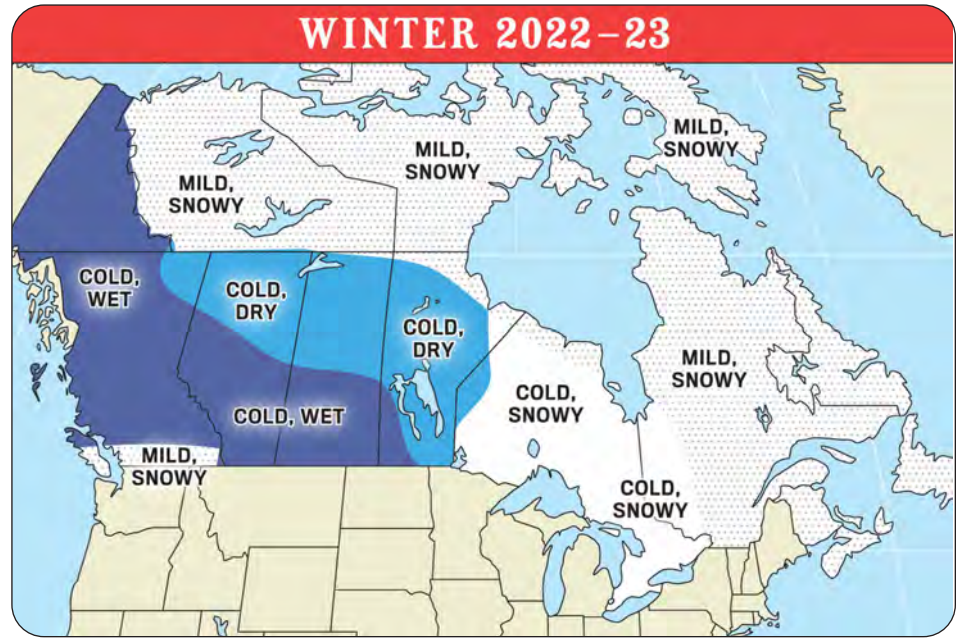 WINTER 2022–23
MILD,
SNOWY
MILD,
SNOWY
MILD,
SNOWY
COLD,
WET
COLD,
DRY
COLD,
DRY
MILD,
SNOWY
COLD,
SNOWY
COLD, WET
MILD,
SNOWY
COLD,
SNOWY